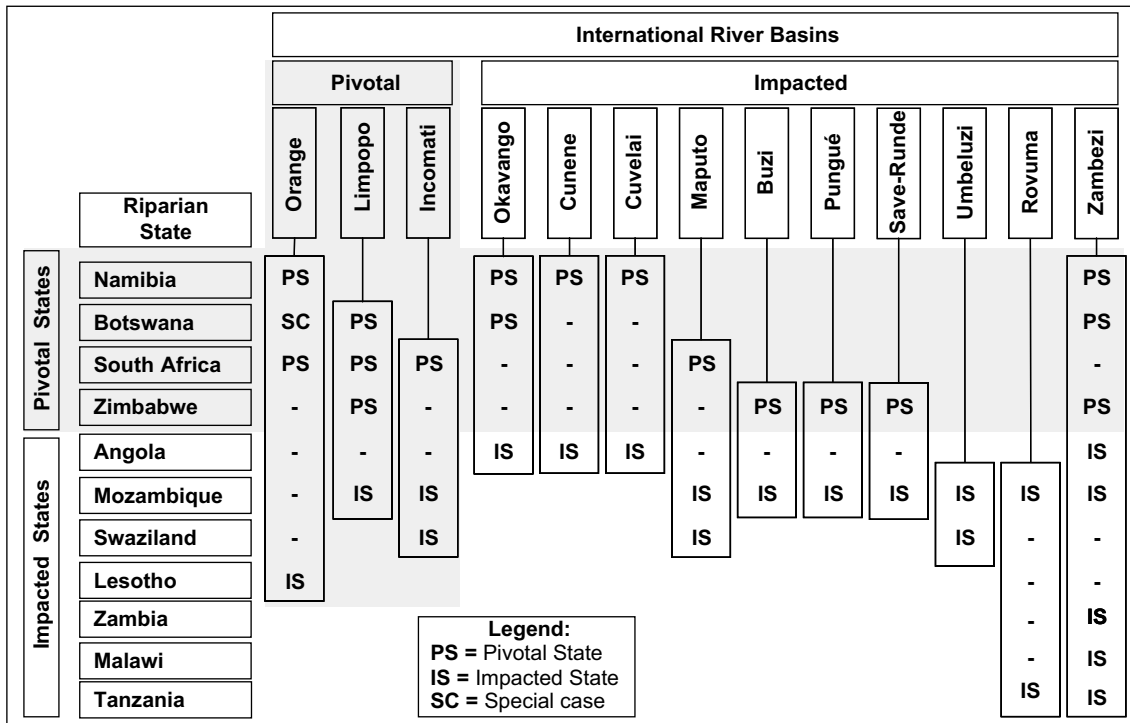 International River Basins
Pivotal
Impacted
Orange
Limpopo
Incomati
Okavango
Cunene
Cuvelai
Maputo
Buzi
Pungué
Save-Runde
Umbeluzi
Rovuma
Zambezi
Riparian
State
Pivotal States
Namibia PS PS PS PS PS
Botswana SC PS PS - - PS
South Africa PS PS PS - - - PS -
Zimbabwe - PS - - - - - PS PS PS PS
Impacted States
Angola - - - IS IS IS - - - - IS
Mozambique - IS IS IS IS IS IS IS IS IS
Swaziland - IS IS IS - -
Lesotho IS - -
Zambia - IS
Malawi - IS
Tanzania IS IS
Legend:
PS = Pivotal State
IS = Impacted State
SC = Special case